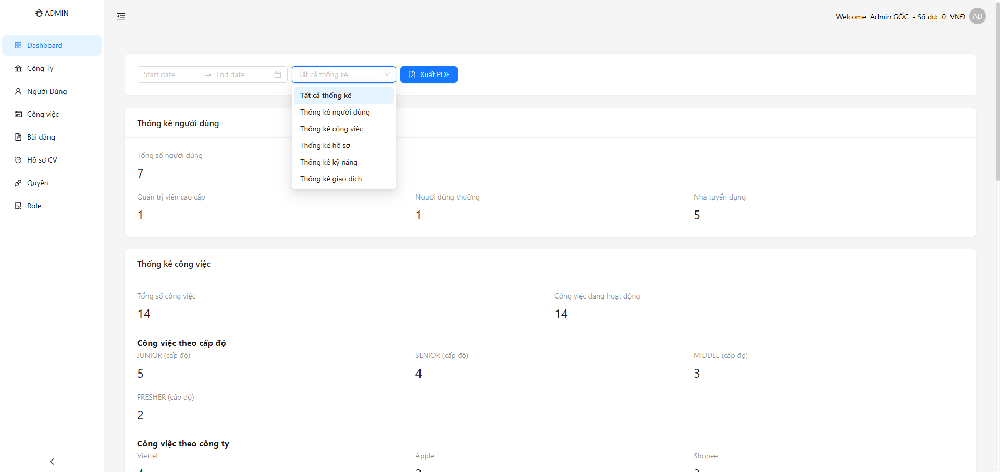 ADMIN
Welcome Admin GỐC - Số dư: 0 VNĐ AD
Dashboard
Công Ty
Người Dùng
Công việc
Bài đăng
Hồ sơ CV
Quyền
Role
Start date
End date
Tất cả thống kê
Xuất PDF
Tất cả thống kê
Thống kê người dùng
Thống kê công việc
Thống kê hồ sơ
Thống kê kỹ năng
Thống kê giao dịch
Thống kê người dùng
Tổng số người dùng
7
Quản trị viên cao cấp
1
Người dùng thường
1
Nhà tuyển dụng
5
Thống kê công việc
Tổng số công việc
14
Công việc đang hoạt động
14
Công việc theo cấp độ
JUNIOR (cấp độ)
5
SENIOR (cấp độ)
4
MIDDLE (cấp độ)
3
FRESHER (cấp độ)
2
Công việc theo công ty
Viettel
Apple
Shopee